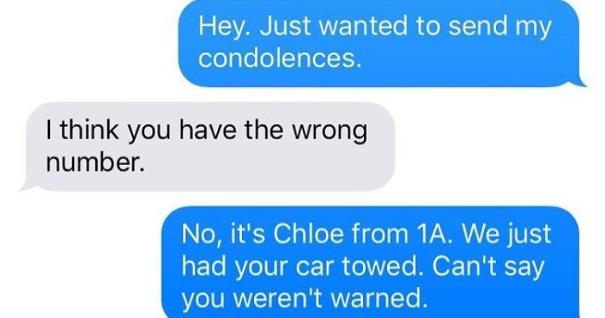 Hey. Just wanted to send my
condolences.
I think you have the wrong
number.
No, it's Chloe from 1A. We just
had your car towed. Can't say
you weren't warned.